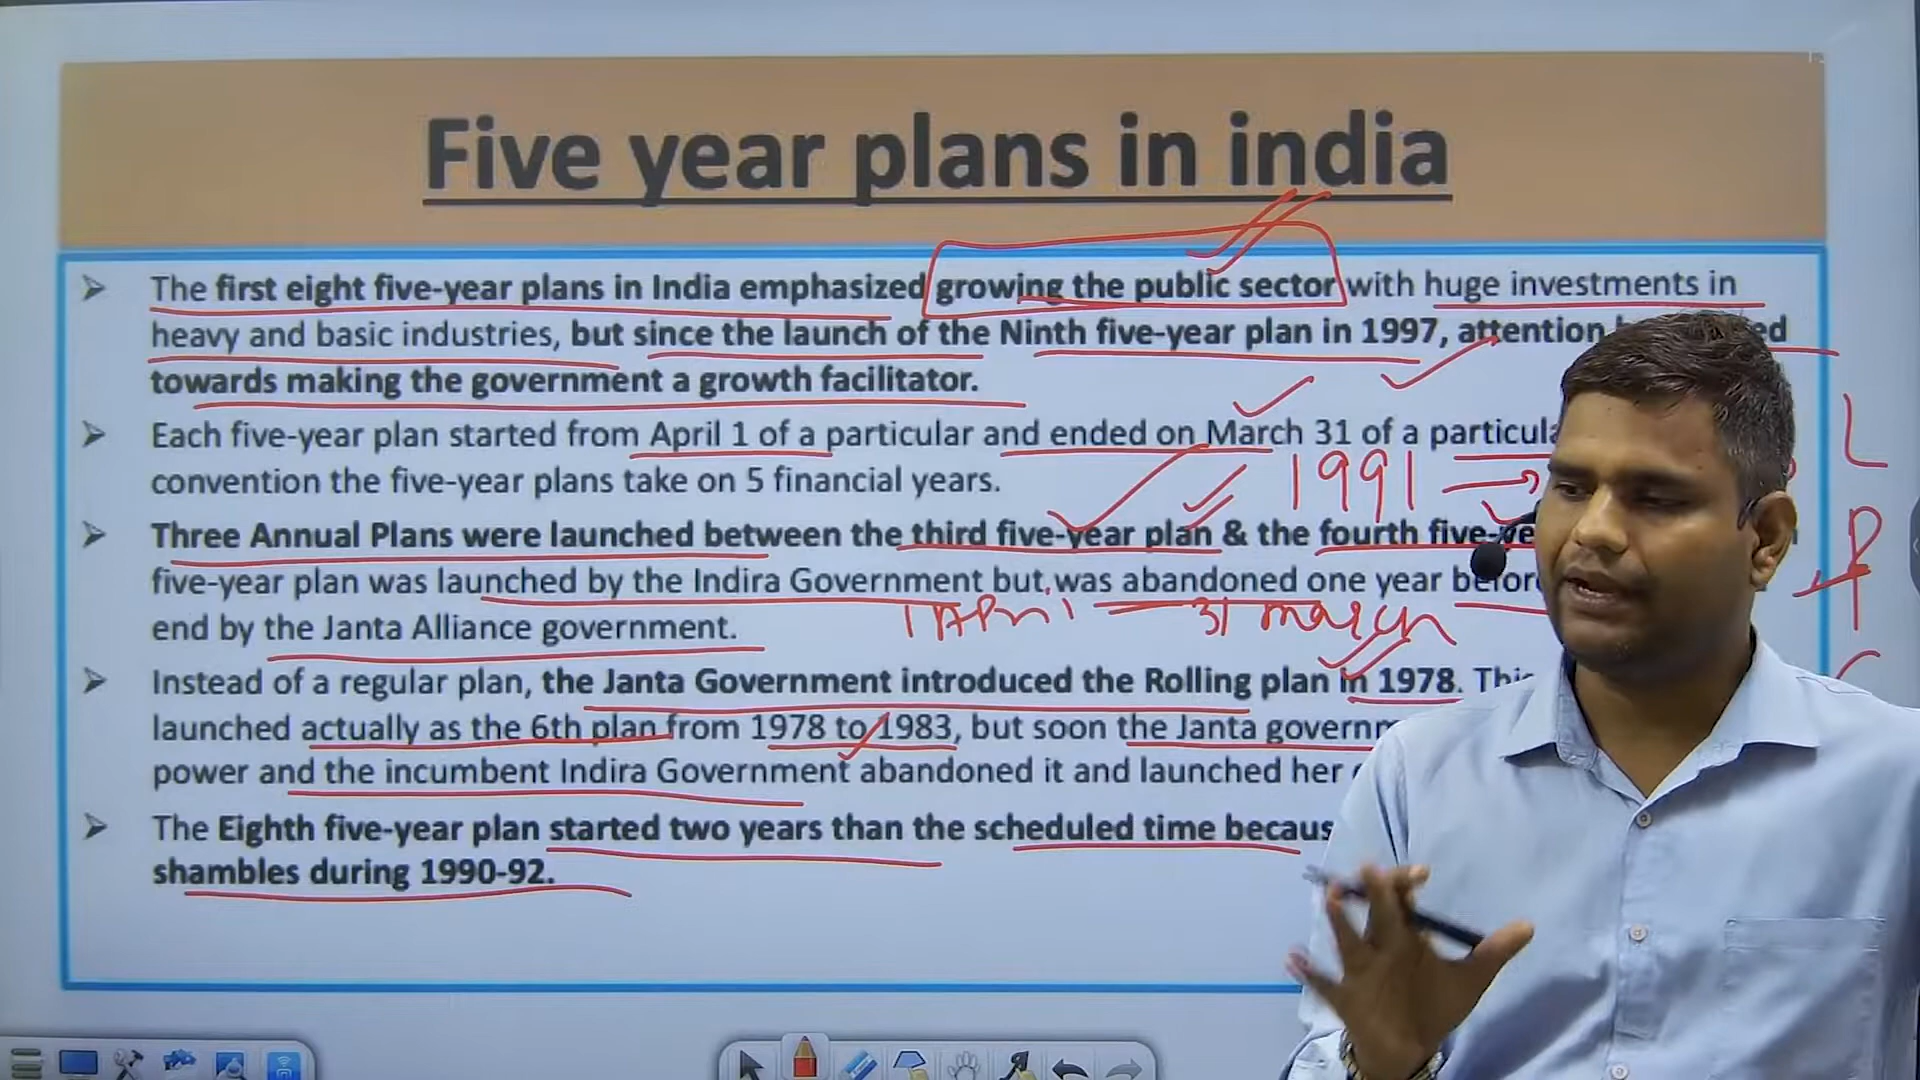 Five year plans in india
The first eight five-year plans in India emphasized growing the public sector with huge investments in
heavy and basic industries, but since the launch of the Ninth five-year plan in 1997, attention
towards making the government a growth facilitator.
Each five-year plan started from April 1 of a particular and ended on March 31 of a
convention the five-year plans take on 5 financial years.
1991
Three Annual Plans were launched between the third five-year plan & the fourth
five-year plan was launched by the Indira Government but was abandoned one year
1 April 31 march
end by the Janta Alliance government.
Instead of a regular plan, the Janta Government introduced the Rolling plan in 1978.
launched actually as the 6th plan from 1978 to 1983, but soon the Janta
power and the incumbent Indira Government abandoned it and launched her
The Eighth five-year plan started two years than the scheduled time
shambles during 1990-92.
L
P